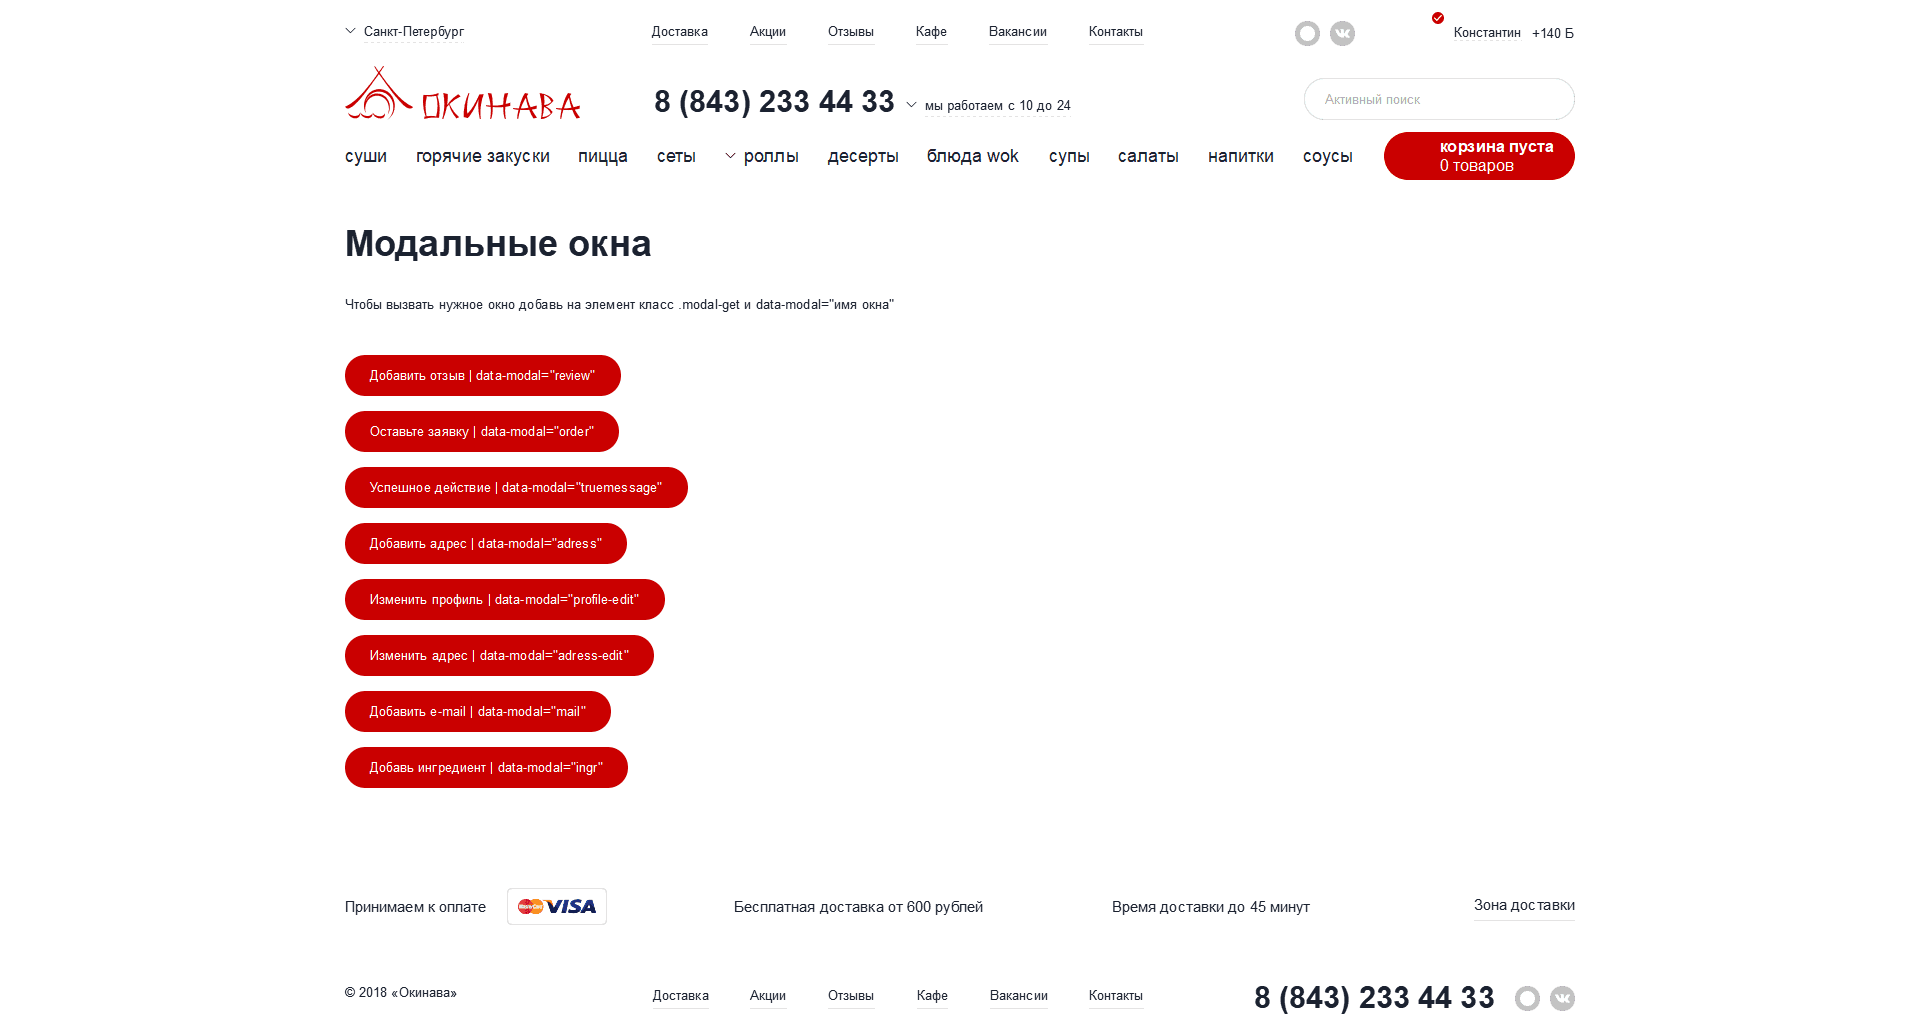 Санкт-Петербург
Доставка Акции Отзывы Кафе Вакансии Контакты
Константин +140 Б
ОКИНАВА
8 (843) 233 44 33 мы работаем с 10 до 24
Активный поиск
суши горячие закуски пицца сеты роллы десерты блюда wok супы салаты напитки соусы
корзина пуста
0 товаров
Модальные окна
Чтобы вызвать нужное окно добавь на элемент класс .modal-get и data-modal="имя окна"
Добавить отзыв | data-modal="review"
Оставьте заявку | data-modal="order"
Успешное действие | data-modal="truemessage"
Добавить адрес | data-modal="adress"
Изменить профиль | data-modal="profile-edit"
Изменить адрес | data-modal="adress-edit"
Добавить e-mail | data-modal="mail"
Добавь ингредиент | data-modal="ingr"
Принимаем к оплате MasterCard VISA Бесплатная доставка от 600 рублей Время доставки до 45 минут Зона доставки
© 2018 «Окинава» Доставка Акции Отзывы Кафе Вакансии Контакты 8 (843) 233 44 33